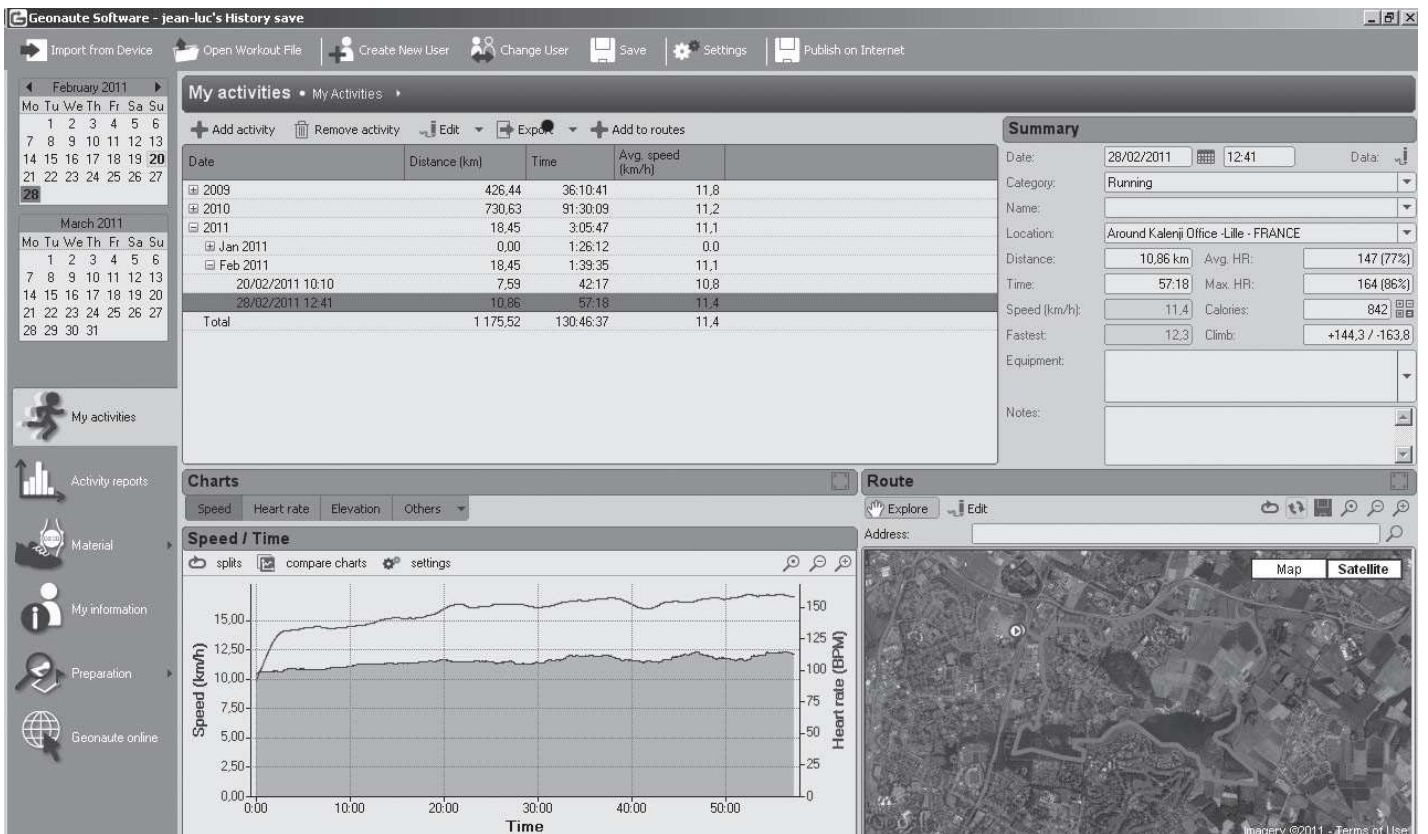 Geonaute Software - jean-luc's History save
Import from Device Open Workout File Create New User Change User Save Settings Publish on Internet
February 2011
Mo Tu We Th Fr Sa Su
1 2 3 4 5 6
7 8 9 10 11 12 13
14 15 16 17 18 19 20
21 22 23 24 25 26 27
28
March 2011
Mo Tu We Th Fr Sa Su
1 2 3 4 5 6
7 8 9 10 11 12 13
14 15 16 17 18 19 20
21 22 23 24 25 26 27
28 29 30 31
My activities
Activity reports
Material
My information
Preparation
Geonaute online
My activities • My Activities
Add activity Remove activity Edit Export Add to routes
Date Distance (km) Time Avg. speed (km/h)
2009 426,44 36:10:41 11,8
2010 730,63 91:30:09 11,2
2011 18,45 3:05:47 11,1
Jan 2011 0,00 1:26:12 0.0
Feb 2011 18,45 1:39:35 11,1
20/02/2011 10:10 7,59 42:17 10,8
28/02/2011 12:41 10,86 57:18 11,4
Total 1 175,52 130:46:37 11,4
Summary
Date: 28/02/2011 12:41 Data:
Category: Running
Name:
Location: Around Kalenji Office -Lille - FRANCE
Distance: 10,86 km Avg. HR: 147 (77%)
Time: 57:18 Max. HR: 164 (86%)
Speed (km/h): 11,4 Calories: 842
Fastest: 12,3 Climb: +144,3 / -163,8
Equipment:
Notes:
Charts
Speed Heart rate Elevation Others
Speed / Time
splits compare charts settings
Speed (km/h)
15,00
12,50
10,00
7,50
5,00
2,50
0,00
150
125
100
75
50
25
0
Heart rate (BPM)
0:00 10:00 20:00 30:00 40:00 50:00
Time
Route
Explore Edit
Address:
Map Satellite
Imagery ©2011 - Terms of Use